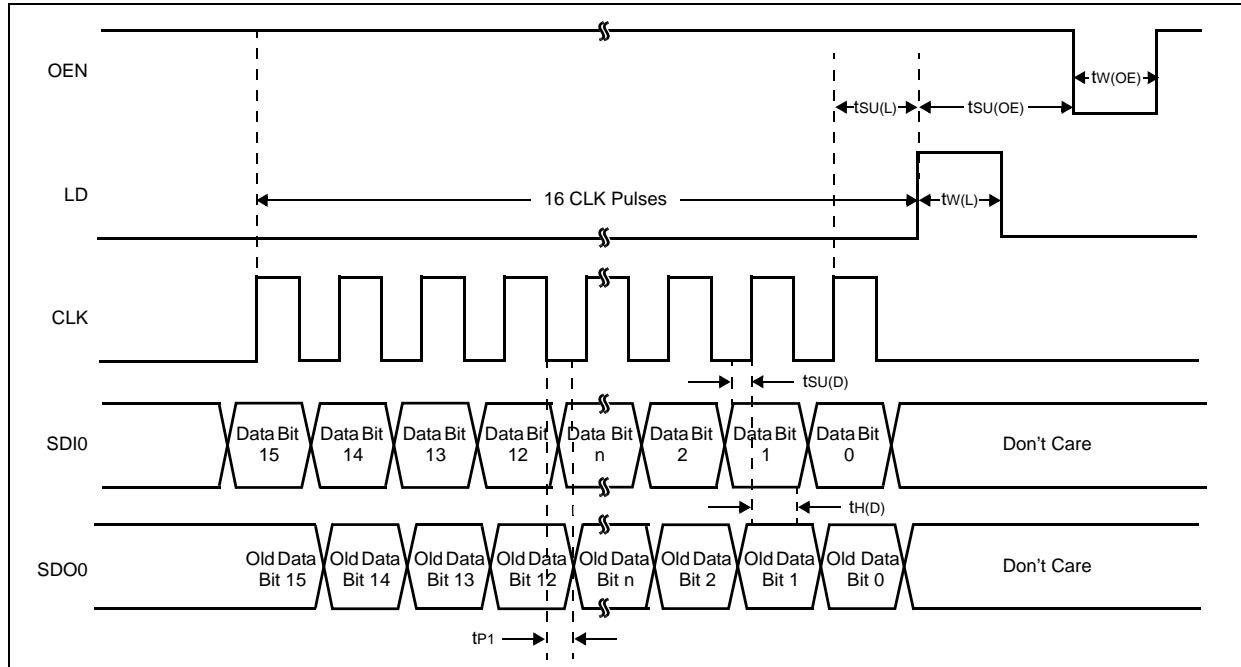 OEN
tW(OE)
tSU(L)
tSU(OE)
LD
16 CLK Pulses
tW(L)
CLK
tSU(D)
SDI0
Data Bit
15
Data Bit
14
Data Bit
13
Data Bit
12
Data Bit
n
Data Bit
2
Data Bit
1
Data Bit
0
Don't Care
tH(D)
SDO0
Old Data
Bit 15
Old Data
Bit 14
Old Data
Bit 13
Old Data
Bit 12
Old Data
Bit n
Old Data
Bit 2
Old Data
Bit 1
Old Data
Bit 0
Don't Care
tP1